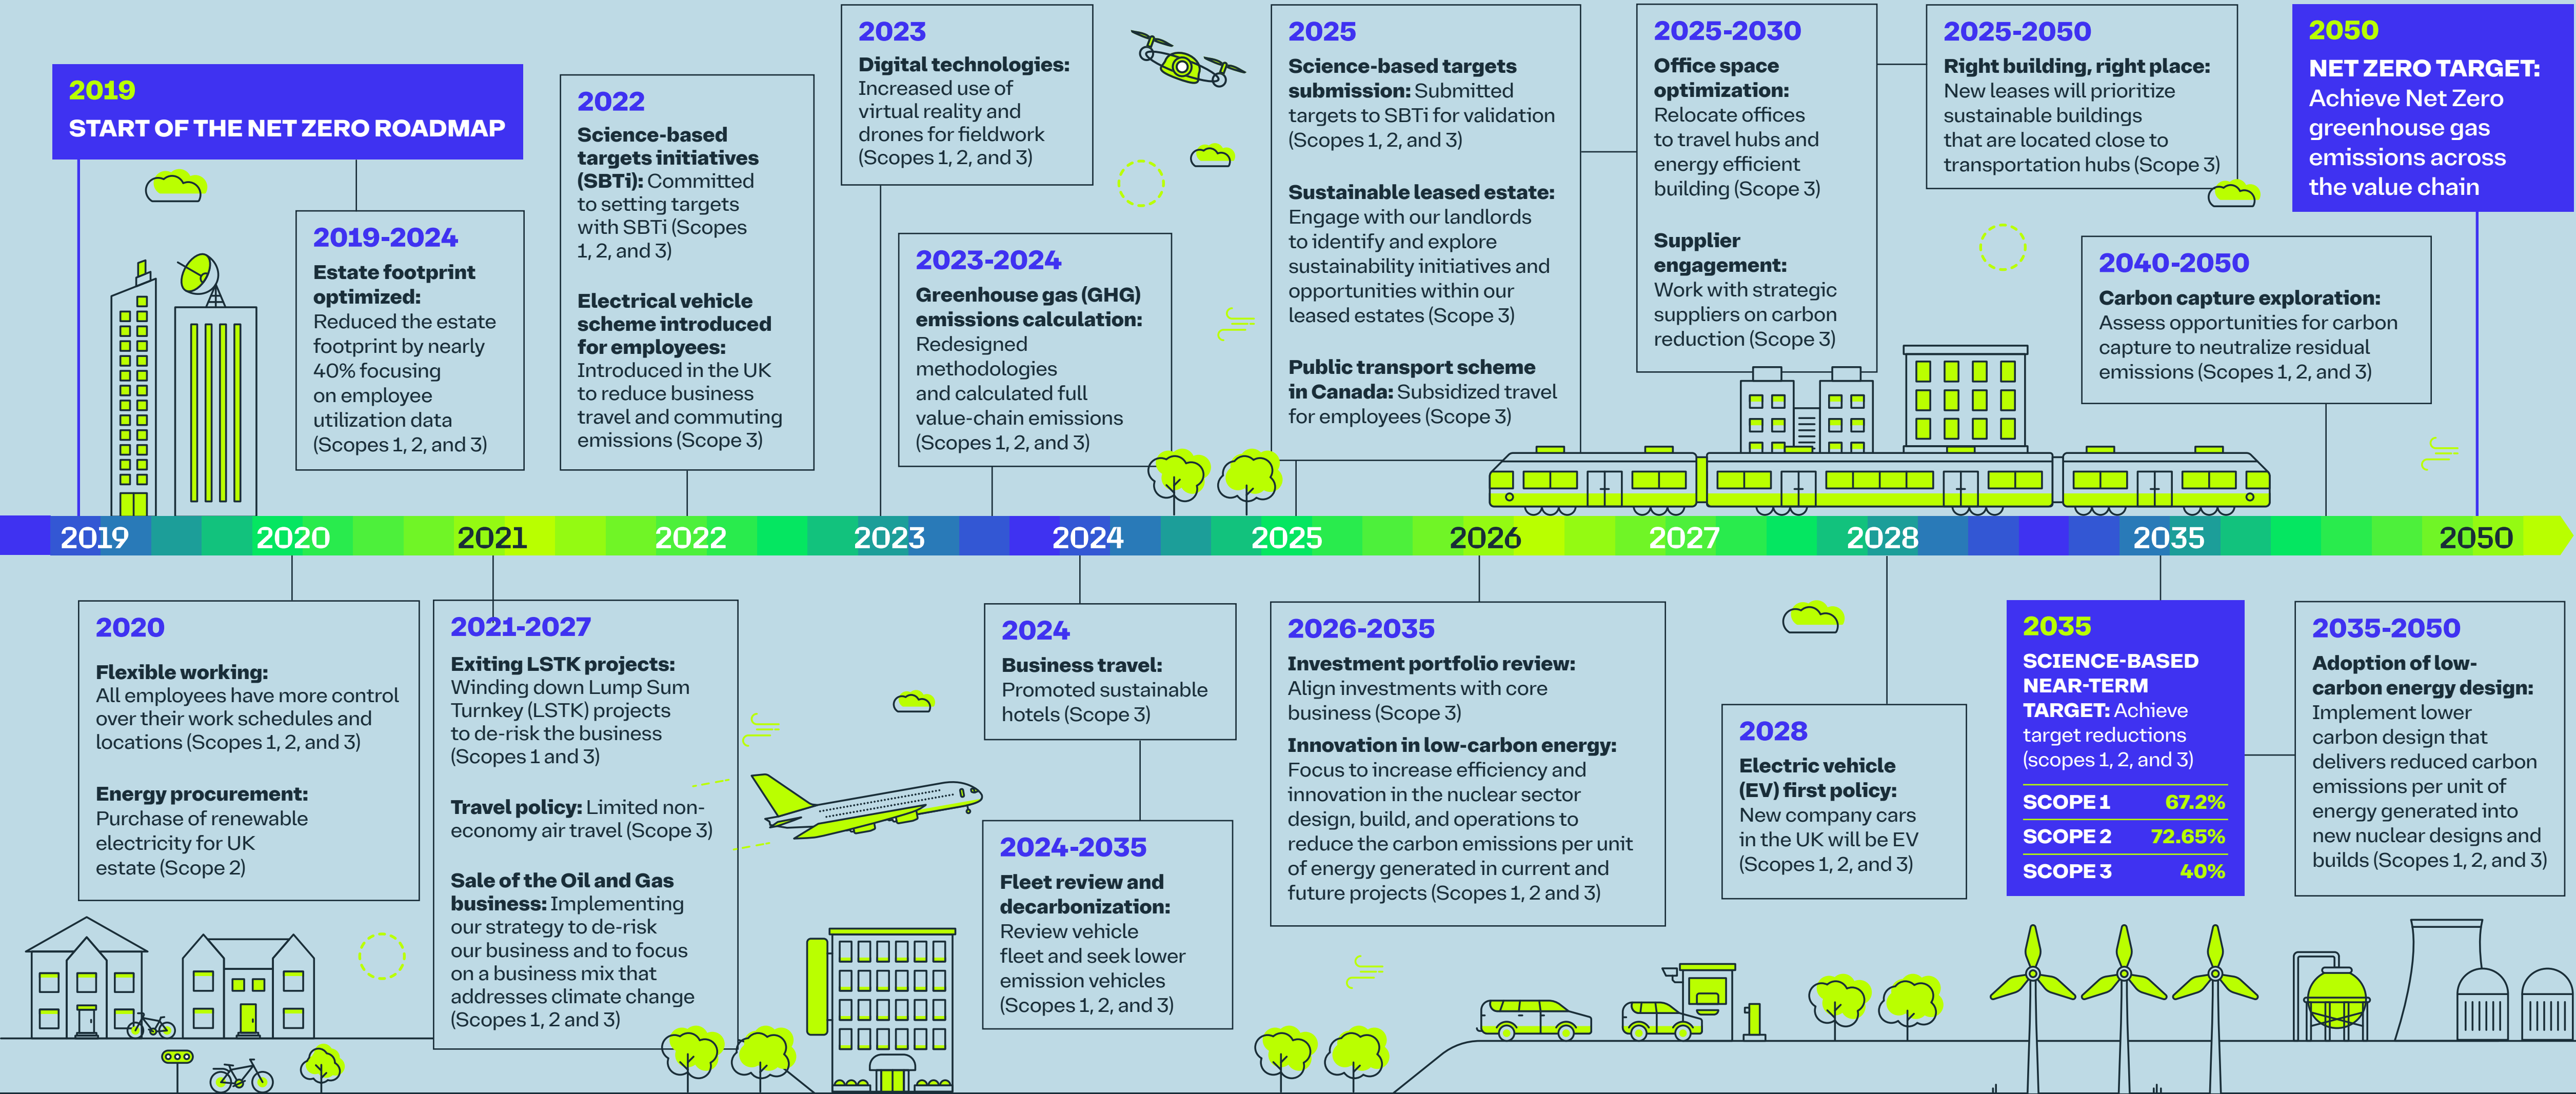 2019
START OF THE NET ZERO ROADMAP
2019-2024
Estate footprint
optimized:
Reduced the estate
footprint by nearly
40% focusing
on employee
utilization data
(Scopes 1, 2, and 3)
2022
Science-based
targets initiatives
(SBTi): Committed
to setting targets
with SBTi (Scopes
1, 2, and 3)
Electrical vehicle
scheme introduced
for employees:
Introduced in the UK
to reduce business
travel and commuting
emissions (Scope 3)
2023
Digital technologies:
Increased use of
virtual reality and
drones for fieldwork
(Scopes 1, 2, and 3)
2023-2024
Greenhouse gas (GHG)
emissions calculation:
Redesigned
methodologies
and calculated full
value-chain emissions
(Scopes 1, 2, and 3)
2025
Science-based targets
submission: Submitted
targets to SBTi for validation
(Scopes 1, 2, and 3)
Sustainable leased estate:
Engage with our landlords
to identify and explore
sustainability initiatives and
opportunities within our
leased estates (Scope 3)
Public transport scheme
in Canada: Subsidized travel
for employees (Scope 3)
2025-2030
Office space
optimization:
Relocate offices
to travel hubs and
energy efficient
building (Scope 3)
Supplier
engagement:
Work with strategic
suppliers on carbon
reduction (Scope 3)
2025-2050
Right building, right place:
New leases will prioritize
sustainable buildings
that are located close to
transportation hubs (Scope 3)
2040-2050
Carbon capture exploration:
Assess opportunities for carbon
capture to neutralize residual
emissions (Scopes 1, 2, and 3)
2050
NET ZERO TARGET:
Achieve Net Zero
greenhouse gas
emissions across
the value chain
2019 2020 2021 2022 2023 2024 2025 2026 2027 2028 2035 2050
2020
Flexible working:
All employees have more control
over their work schedules and
locations (Scopes 1, 2, and 3)
Energy procurement:
Purchase of renewable
electricity for UK
estate (Scope 2)
2021-2027
Exiting LSTK projects:
Winding down Lump Sum
Turnkey (LSTK) projects
to de-risk the business
(Scopes 1 and 3)
Travel policy: Limited non-
economy air travel (Scope 3)
Sale of the Oil and Gas
business: Implementing
our strategy to de-risk
our business and to focus
on a business mix that
addresses climate change
(Scopes 1, 2 and 3)
2024
Business travel:
Promoted sustainable
hotels (Scope 3)
2024-2035
Fleet review and
decarbonization:
Review vehicle
fleet and seek lower
emission vehicles
(Scopes 1, 2, and 3)
2026-2035
Investment portfolio review:
Align investments with core
business (Scope 3)
Innovation in low-carbon energy:
Focus to increase efficiency and
innovation in the nuclear sector
design, build, and operations to
reduce the carbon emissions per unit
of energy generated in current and
future projects (Scopes 1, 2 and 3)
2028
Electric vehicle
(EV) first policy:
New company cars
in the UK will be EV
(Scopes 1, 2, and 3)
2035
SCIENCE-BASED
NEAR-TERM
TARGET: Achieve
target reductions
(scopes 1, 2, and 3)
SCOPE 1 67.2%
SCOPE 2 72.65%
SCOPE 3 40%
2035-2050
Adoption of low-
carbon energy design:
Implement lower
carbon design that
delivers reduced carbon
emissions per unit of
energy generated into
new nuclear designs and
builds (Scopes 1, 2, and 3)